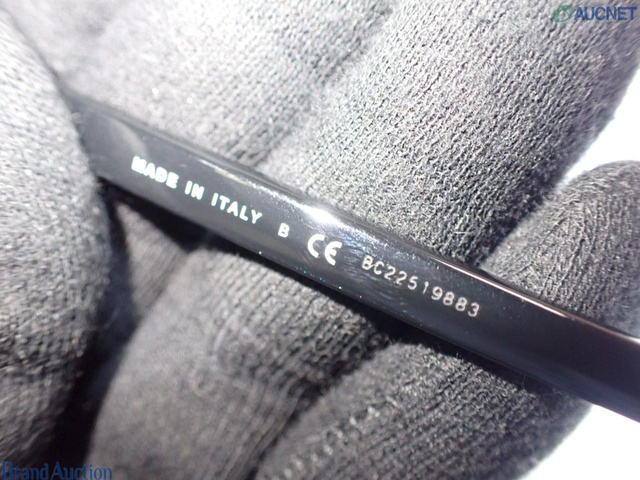 AUCNET
MADE IN ITALY B CE BC22519883
Brand Auction